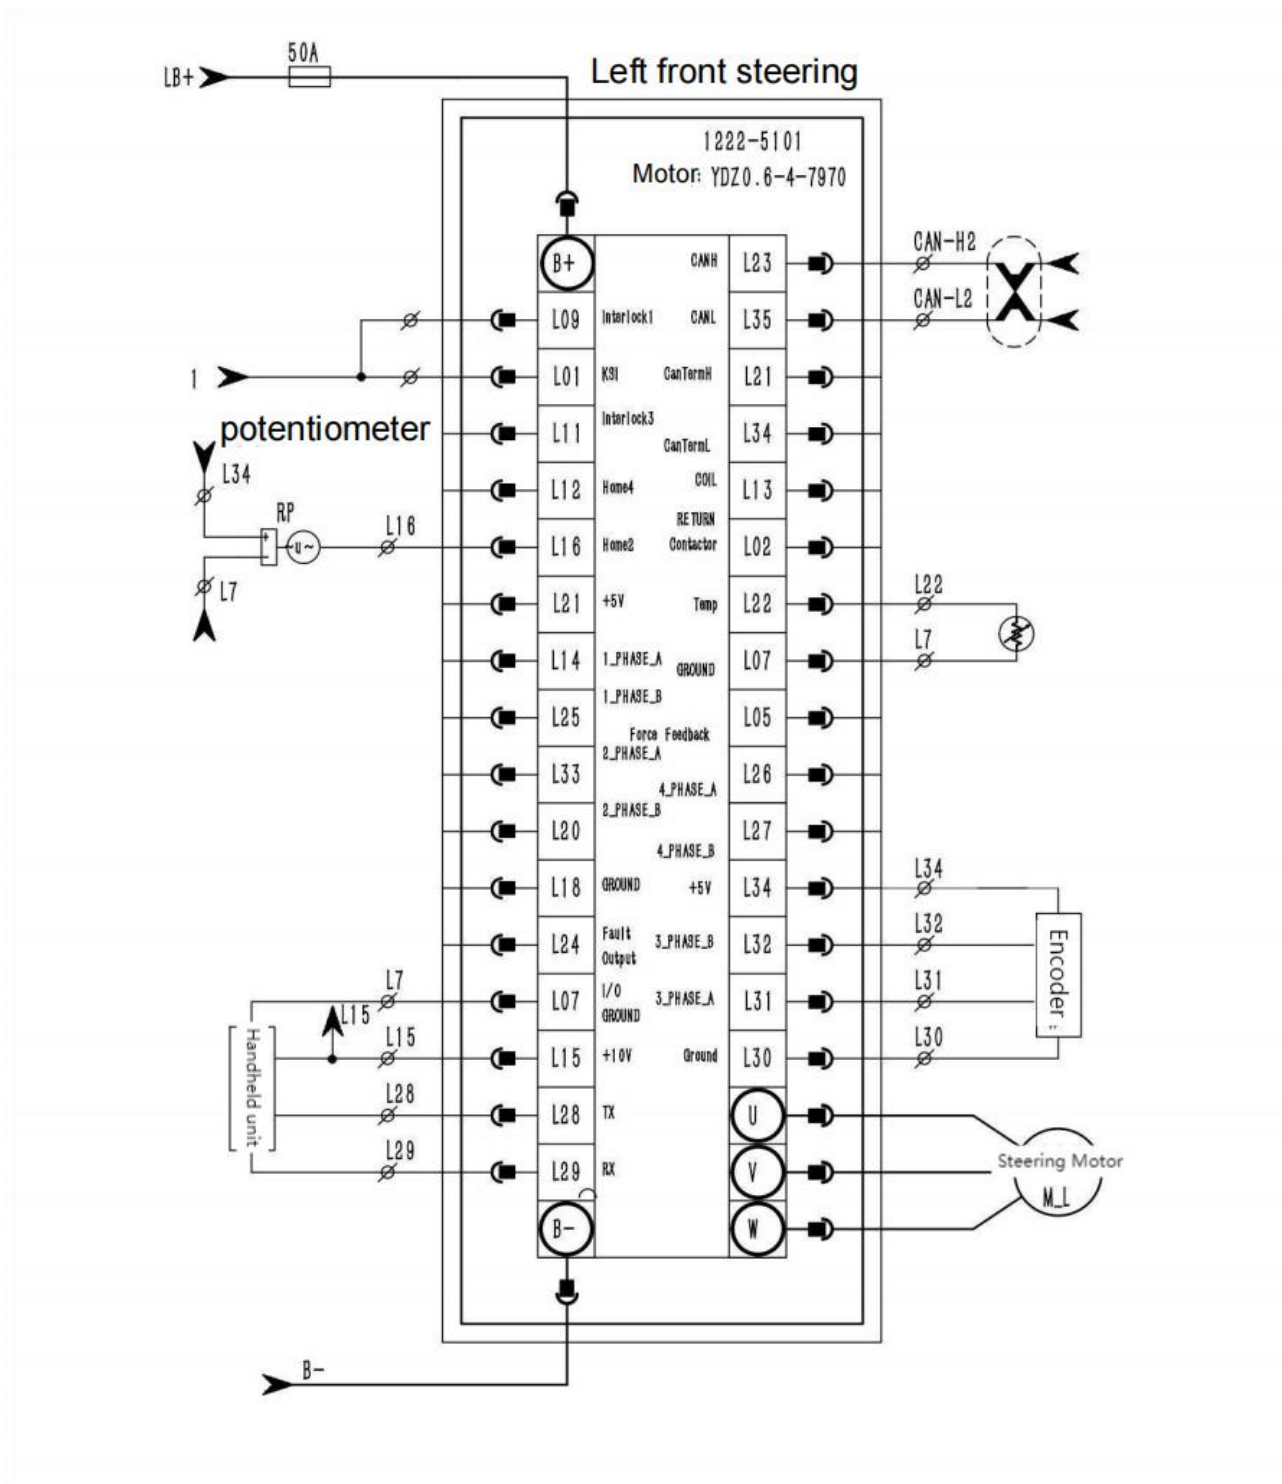 50A
LB+
Left front steering
1222-5101
Motor: YDZ0.6-4-7970
B+
CANH
L23
CAN-H2
L09
Interlock1
CANL
L35
CAN-L2
1
L01
KSI
CanTermH
L21
potentiometer
L11
Interlock3
CanTermL
L34
L34
L12
Home4
COIL
L13
RP
L16
L16
Home2
RETURN
Contactor
L02
+
-
~u~
L7
L21
+5V
Temp
L22
L22
L14
1_PHASE_A
GROUND
L07
L7
L25
1_PHASE_B
L05
Force Feedback
L33
2_PHASE_A
4_PHASE_A
L26
L20
2_PHASE_B
4_PHASE_B
L27
L18
GROUND
+5V
L34
L34
L24
Fault
Output
3_PHASE_B
L32
L32
Encoder:
L7
L07
I/O
GROUND
3_PHASE_A
L31
L31
L15
L15
L15
+10V
Ground
L30
L30
Handheld unit
L28
L28
TX
U
L29
L29
RX
V
Steering Motor
M_L
B-
W
B-